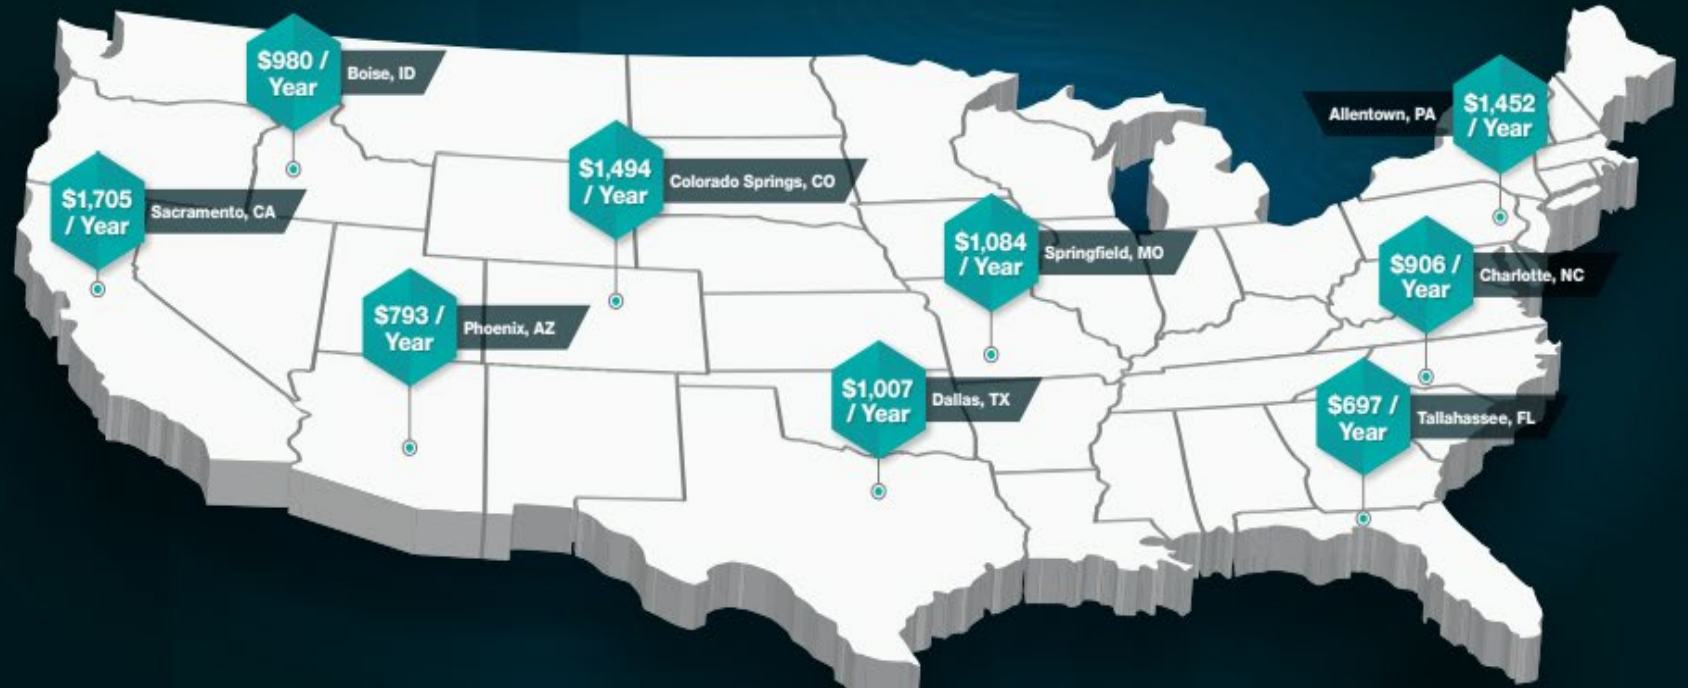 $980 /
Year
Boise, ID
$1,452
/ Year
Allentown, PA
$1,494
/ Year
Colorado Springs, CO
$1,705
/ Year
Sacramento, CA
$1,084
/ Year
Springfield, MO
$906 /
Year
Charlotte, NC
$793 /
Year
Phoenix, AZ
$1,007
/ Year
Dallas, TX
$697 /
Year
Tallahassee, FL